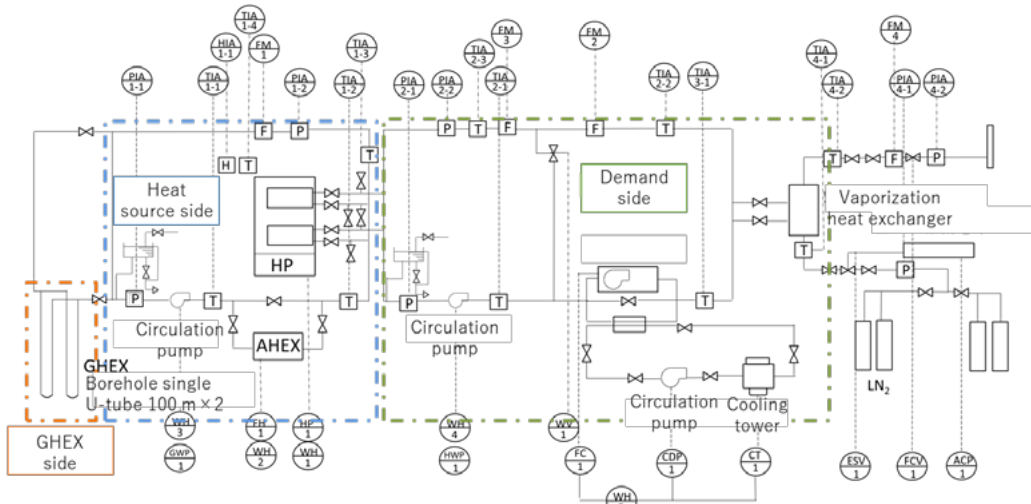 TIA
1-4
HIA
1-1
FM
1
TIA
1-3
PIA
1-1
TIA
1-1
PIA
1-2
TIA
1-2
PIA
2-1
PIA
2-2
TIA
2-3
FM
3
TIA
2-1
FM
2
TIA
2-2
TIA
3-1
TIA
4-1
TIA
4-2
FM
4
PIA
4-1
PIA
4-2
F
P
P
T
F
F
T
T
H
T
T
F
P
Heat
source side
Demand
side
Vaporization
heat exchanger
HP
T
P
P
T
T
P
T
T
Circulation
pump
AHEX
Circulation
pump
GHEX
Borehole single
U-tube 100 m×2
Circulation
pump
Cooling
tower
LN2
GHEX
side
WH
3
GWP
1
FH
1
WH
2
HP
1
WH
1
WH
4
HWP
1
WV
1
FC
1
CDP
1
CT
1
ESV
1
FCV
1
ACP
1
WH